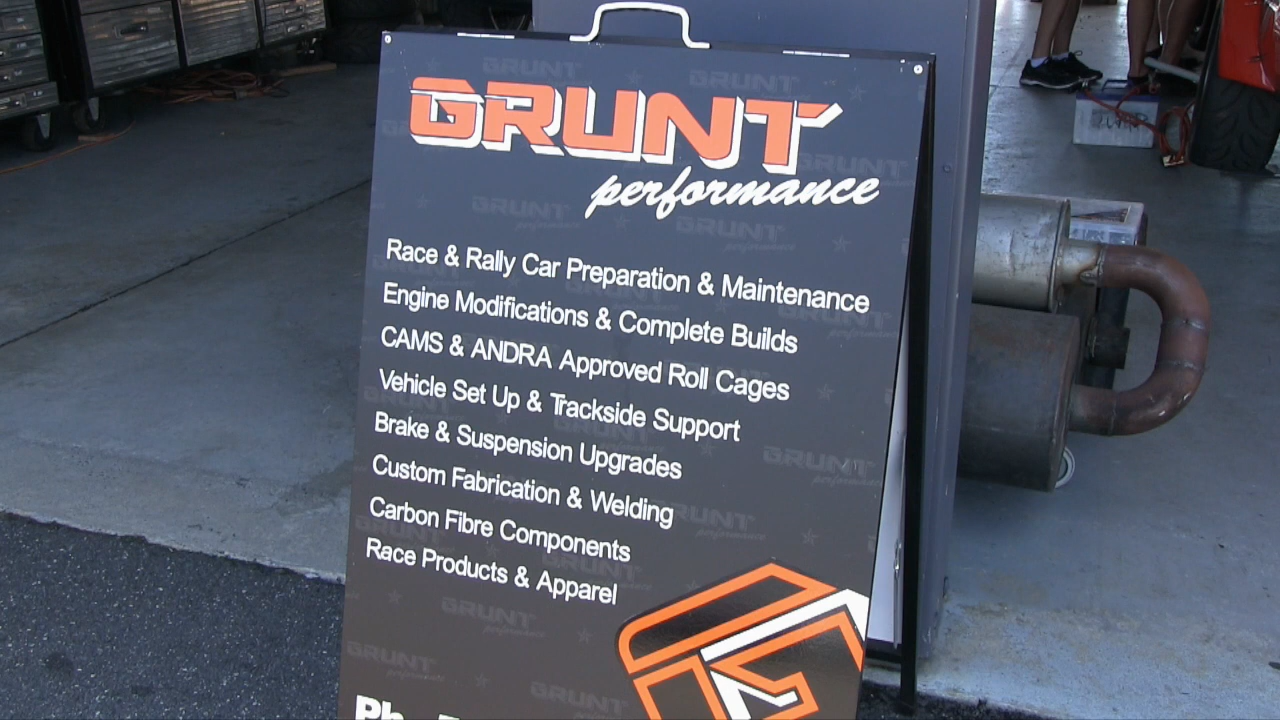 GRUNT
performance
Race & Rally Car Preparation & Maintenance
Engine Modifications & Complete Builds
CAMS & ANDRA Approved Roll Cages
Vehicle Set Up & Trackside Support
Brake & Suspension Upgrades
Custom Fabrication & Welding
Carbon Fibre Components
Race Products & Apparel